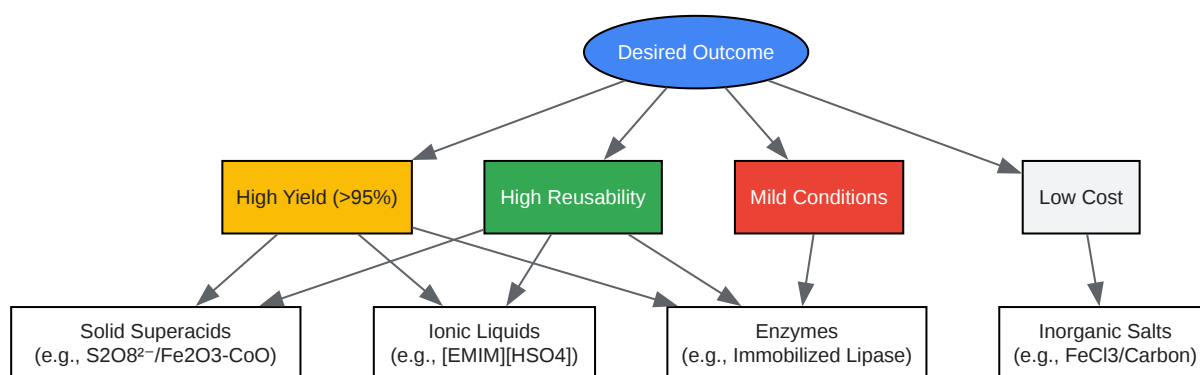 Desired Outcome
High Yield (>95%)
High Reusability
Mild Conditions
Low Cost
Solid Superacids
(e.g., S2O8²⁻/Fe2O3-CoO)
Ionic Liquids
(e.g., [EMIM][HSO4])
Enzymes
(e.g., Immobilized Lipase)
Inorganic Salts
(e.g., FeCl3/Carbon)